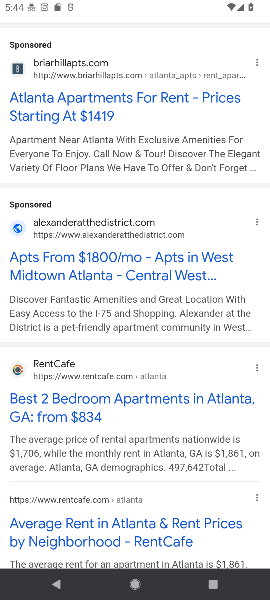 5:44
Sponsored
briarhillapts.com
http://www.briarhillapts.com › atlanta_apts › rent_apar...
Atlanta Apartments For Rent - Prices
Starting At $1419
Apartment Near Atlanta With Exclusive Amenities For
Everyone To Enjoy. Call Now & Tour! Discover The Elegant
Variety Of Floor Plans We Have To Offer & Don't Forget ...
Sponsored
alexanderatthedistrict.com
https://www.alexanderatthedistrict.com
Apts From $1800/mo - Apts in West
Midtown Atlanta - Central West...
Discover Fantastic Amenities and Great Location With
Easy Access to the I-75 and Shopping. Alexander at the
District is a pet-friendly apartment community in West...
RentCafe
https://www.rentcafe.com › atlanta
Best 2 Bedroom Apartments in Atlanta,
GA: from $834
The average price of rental apartments nationwide is
$1,706, while the monthly rent in Atlanta, GA is $1,861, on
average. Atlanta, GA demographics. 497,642Total ...
https://www.rentcafe.com › atlanta
Average Rent in Atlanta & Rent Prices
by Neighborhood - RentCafe
The average rent for an apartment in Atlanta is $1,861.